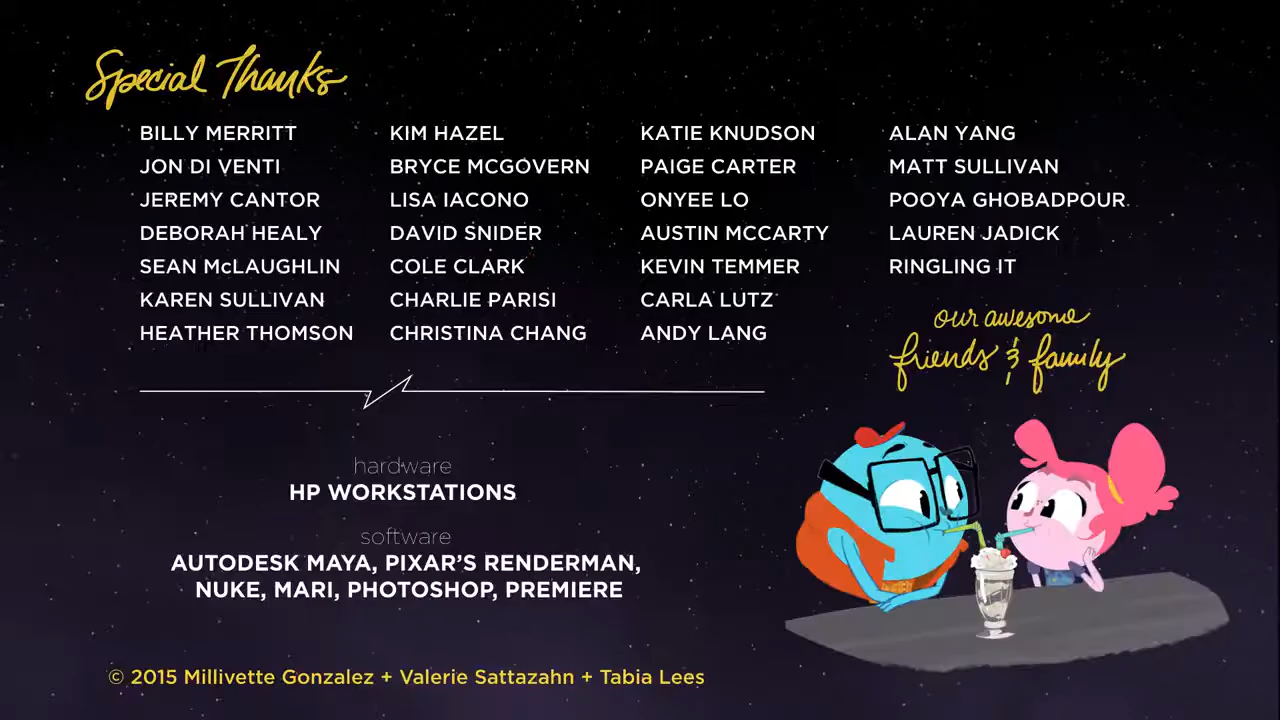 Special Thanks
BILLY MERRITT
JON DI VENTI
JEREMY CANTOR
DEBORAH HEALY
SEAN McLAUGHLIN
KAREN SULLIVAN
HEATHER THOMSON
KIM HAZEL
BRYCE MCGOVERN
LISA IACONO
DAVID SNIDER
COLE CLARK
CHARLIE PARISI
CHRISTINA CHANG
KATIE KNUDSON
PAIGE CARTER
ONYEE LO
AUSTIN MCCARTY
KEVIN TEMMER
CARLA LUTZ
ANDY LANG
ALAN YANG
MATT SULLIVAN
POOYA GHOBADPOUR
LAUREN JADICK
RINGLING IT
our awesome
friends & family
hardware
HP WORKSTATIONS
software
AUTODESK MAYA, PIXAR'S RENDERMAN,
NUKE, MARI, PHOTOSHOP, PREMIERE
© 2015 Millivette Gonzalez + Valerie Sattazahn + Tabia Lees